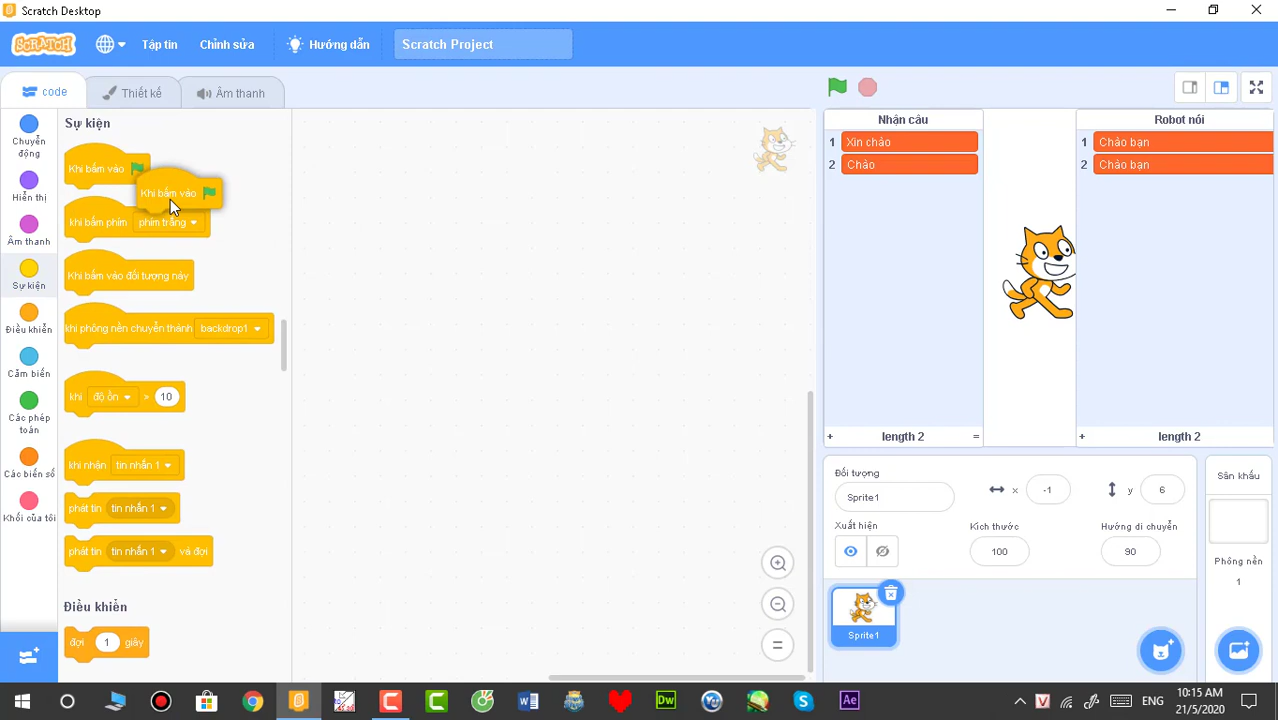 Scratch Desktop
SCRATCH
Tập tin
Chỉnh sửa
Hướng dẫn
Scratch Project
code
Thiết kế
Âm thanh
Chuyển động
Hiển thị
Âm thanh
Sự kiện
Điều khiển
Cảm biến
Các phép toán
Các biến số
Khối của tôi
Sự kiện
Khi bấm vào
Khi bấm vào
khi bấm phím phím trắng
Khi bấm vào đối tượng này
khi phông nền chuyển thành backdrop1
khi độ ồn > 10
khi nhận tin nhắn 1
phát tin tin nhắn 1
phát tin tin nhắn 1 và đợi
Điều khiển
đợi 1 giây
Nhận câu
1 Xin chào
2 Chào
+ length 2 =
Robot nói
1 Chào bạn
2 Chào bạn
+ length 2
Đối tượng
Sprite1
x -1
y 6
Xuất hiện
Kích thước
100
Hướng di chuyển
90
Sprite1
Sân khấu
Phông nền
1
Dw
Ae
ENG
10:15 AM
21/5/2020